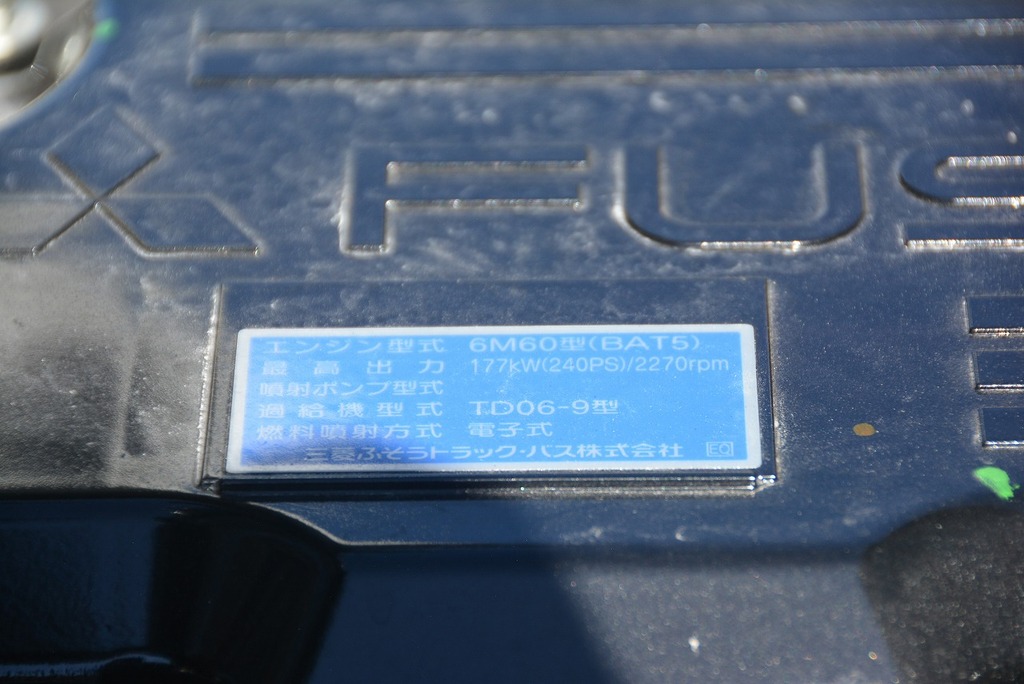 FUS
エンジン型式 6M60型(BAT5)
最高出力 177kW(240PS)/2270rpm
噴射ポンプ型式
過給機型式 TD06-9型
燃料噴射方式 電子式
三菱ふそうトラック・バス株式会社 EQ